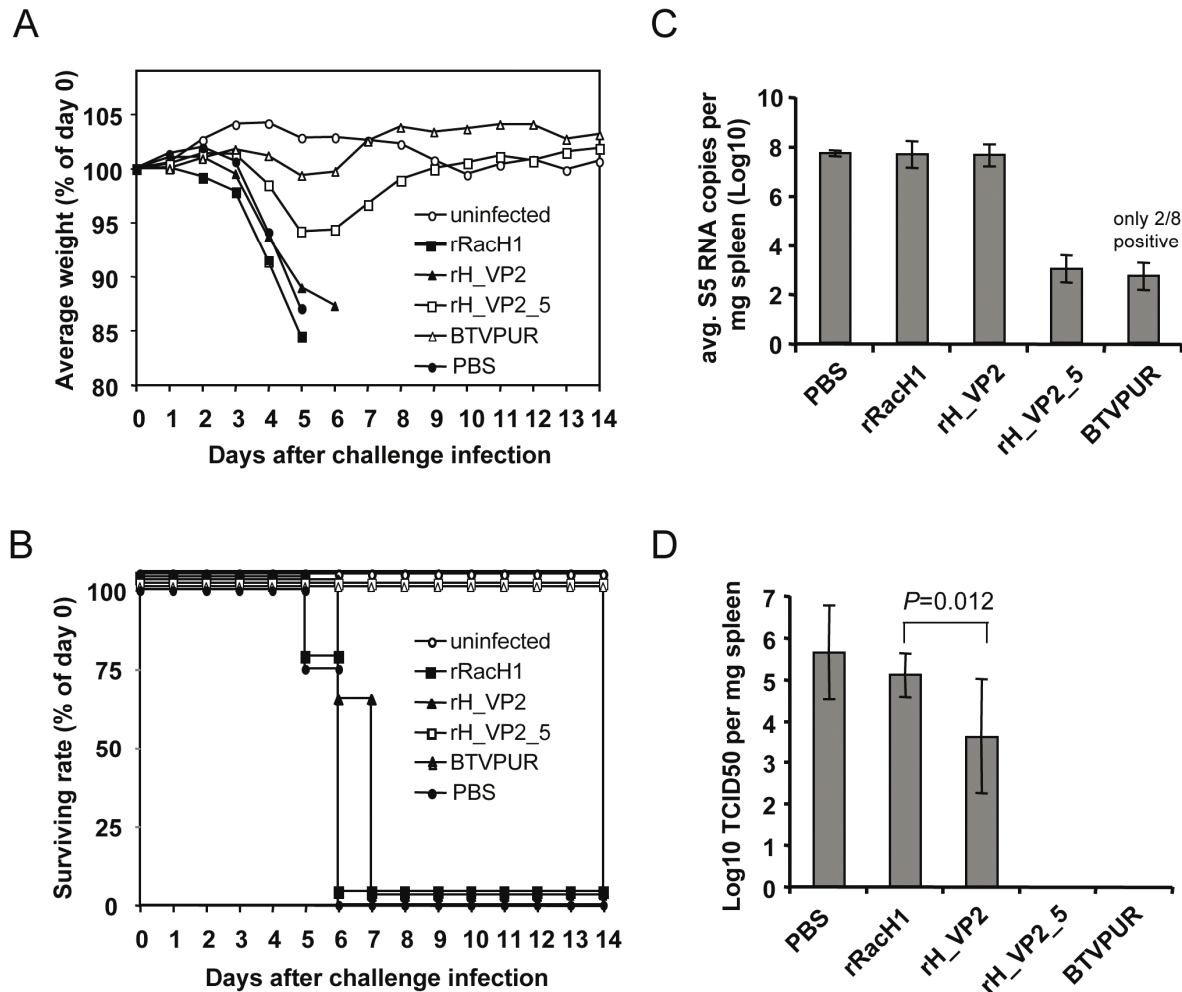 A
Average weight (% of day 0)
105
100
95
90
85
80
uninfected
rRacH1
rH_VP2
rH_VP2_5
BTVPUR
PBS
0 1 2 3 4 5 6 7 8 9 10 11 12 13 14
Days after challenge infection
C
avg. S5 RNA copies per
mg spleen (Log10)
10
8
6
4
2
0
only 2/8
positive
PBS
rRacH1
rH_VP2
rH_VP2_5
BTVPUR
B
Surviving rate (% of day 0)
100
75
50
25
0
uninfected
rRacH1
rH_VP2
rH_VP2_5
BTVPUR
PBS
0 1 2 3 4 5 6 7 8 9 10 11 12 13 14
Days after challenge infection
D
Log10 TCID50 per mg spleen
7
6
5
4
3
2
1
0
P=0.012
PBS
rRacH1
rH_VP2
rH_VP2_5
BTVPUR